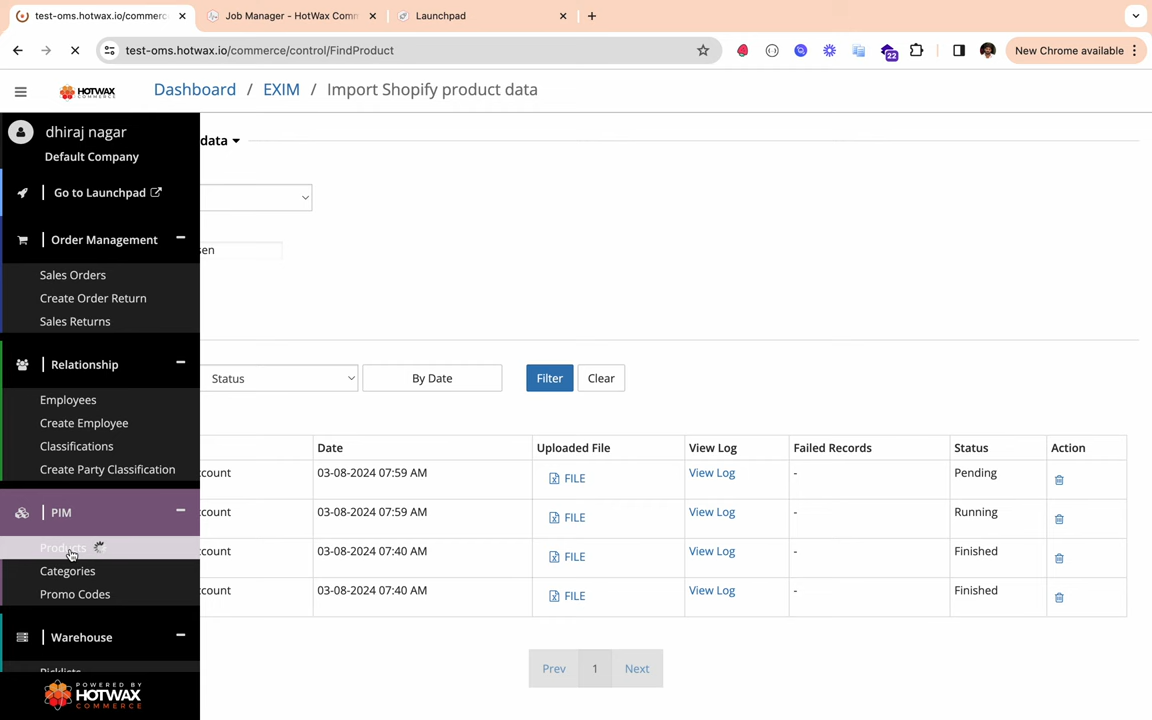 test-oms.hotwax.io/commerc
Job Manager - HotWax Comm
Launchpad
test-oms.hotwax.io/commerce/control/FindProduct
22
New Chrome available
HOTWAX
COMMERCE
Dashboard / EXIM / Import Shopify product data
dhiraj nagar
Default Company
data
Go to Launchpad
Order Management
sen
Sales Orders
Create Order Return
Sales Returns
Relationship
Status
By Date
Filter
Clear
Employees
Create Employee
Classifications
Create Party Classification
Date
Uploaded File
View Log
Failed Records
Status
Action
count
03-08-2024 07:59 AM
FILE
View Log
-
Pending
PIM
count
03-08-2024 07:59 AM
FILE
View Log
-
Running
Products
count
03-08-2024 07:40 AM
FILE
View Log
-
Finished
Categories
Promo Codes
count
03-08-2024 07:40 AM
FILE
View Log
-
Finished
Warehouse
Picklists
Prev
1
Next
POWERED BY
HOTWAX
COMMERCE